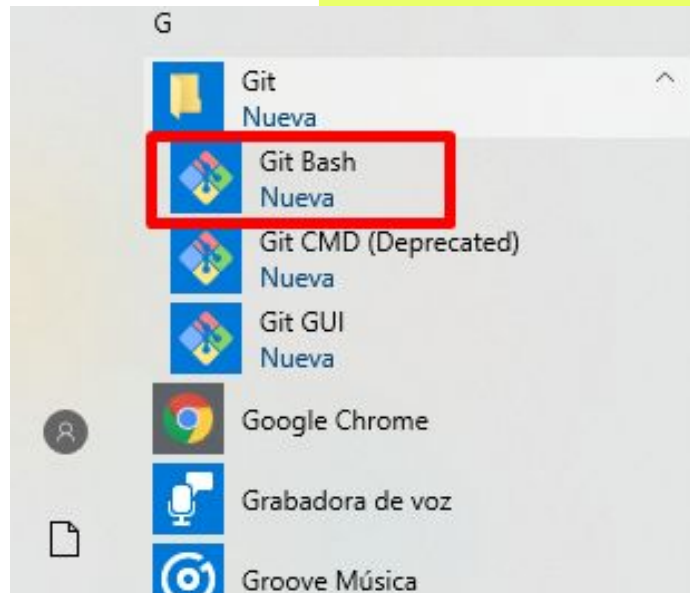 G
Git
Nueva
Git Bash
Nueva
Git CMD (Deprecated)
Nueva
Git GUI
Nueva
Google Chrome
Grabadora de voz
Groove Música